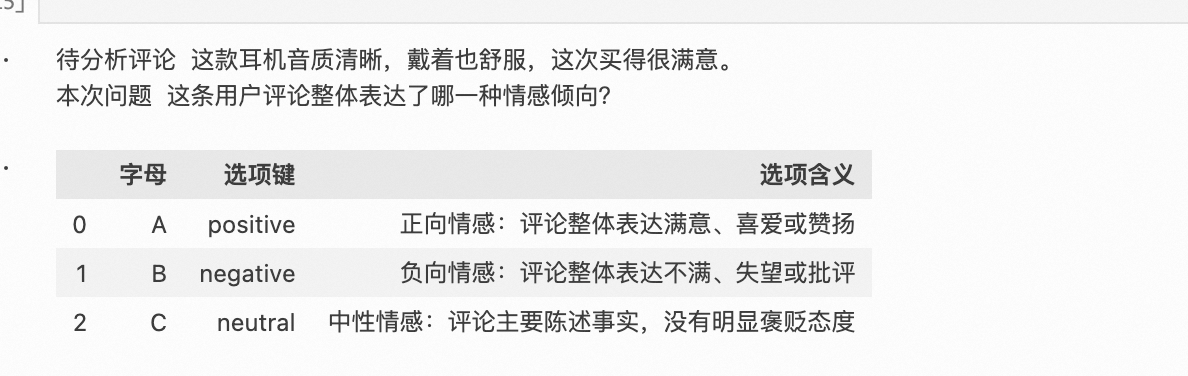 待分析评论 这款耳机音质清晰，戴着也舒服，这次买得很满意。
本次问题 这条用户评论整体表达了哪一种情感倾向？
字母 选项键 选项含义
0 A positive 正向情感：评论整体表达满意、喜爱或赞扬
1 B negative 负向情感：评论整体表达不满、失望或批评
2 C neutral 中性情感：评论主要陈述事实，没有明显褒贬态度